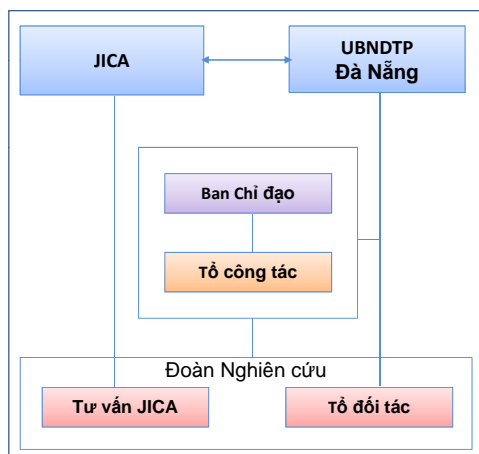 JICA
UBNDTP
Đà Nẵng
Ban Chỉ đạo
Tổ công tác
Đoàn Nghiên cứu
Tư vấn JICA
Tổ đối tác